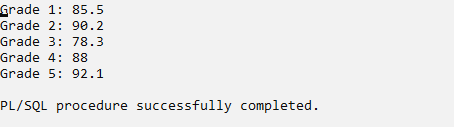 Grade 1: 85.5
Grade 2: 90.2
Grade 3: 78.3
Grade 4: 88
Grade 5: 92.1
PL/SQL procedure successfully completed.